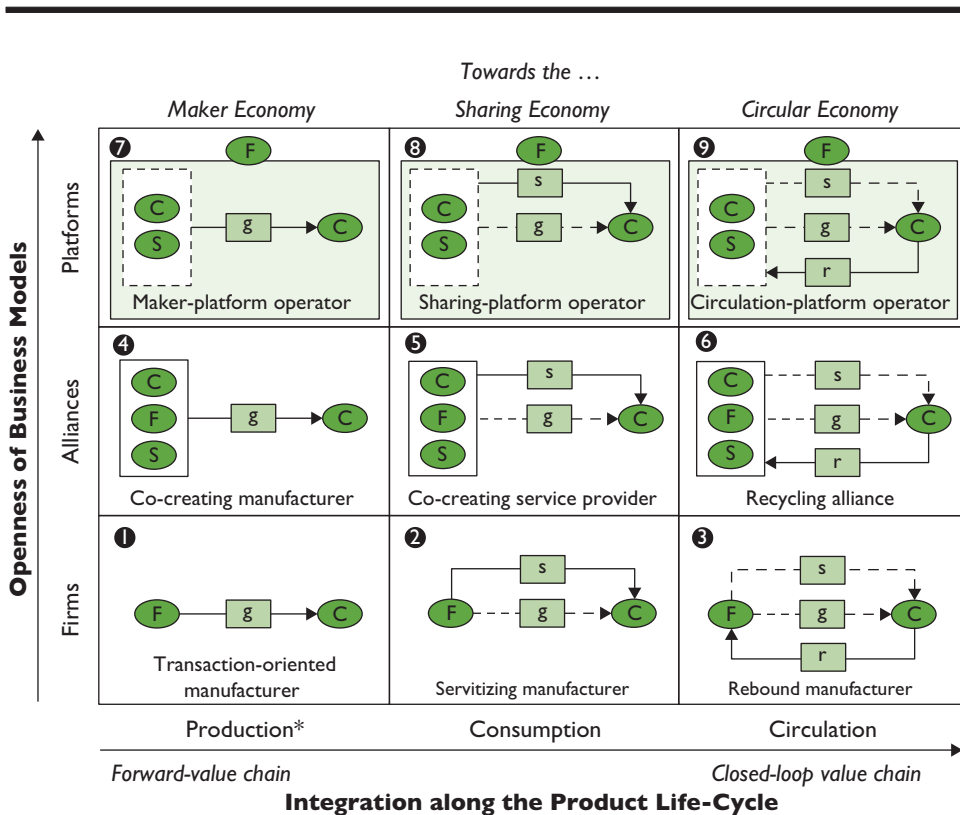 Towards the …
Maker Economy
Sharing Economy
Circular Economy
Openness of Business Models
Platforms
7
F
C
S
g
C
Maker-platform operator
8
F
s
C
S
g
C
Sharing-platform operator
9
F
s
C
S
g
C
r
Circulation-platform operator
Alliances
4
C
F
S
g
C
Co-creating manufacturer
5
s
C
F
S
g
C
Co-creating service provider
6
s
C
F
S
g
C
r
Recycling alliance
Firms
1
F
g
C
Transaction-oriented
manufacturer
2
s
F
g
C
Servitizing manufacturer
3
s
F
g
C
r
Rebound manufacturer
Production*
Consumption
Circulation
Forward-value chain
Closed-loop value chain
Integration along the Product Life-Cycle